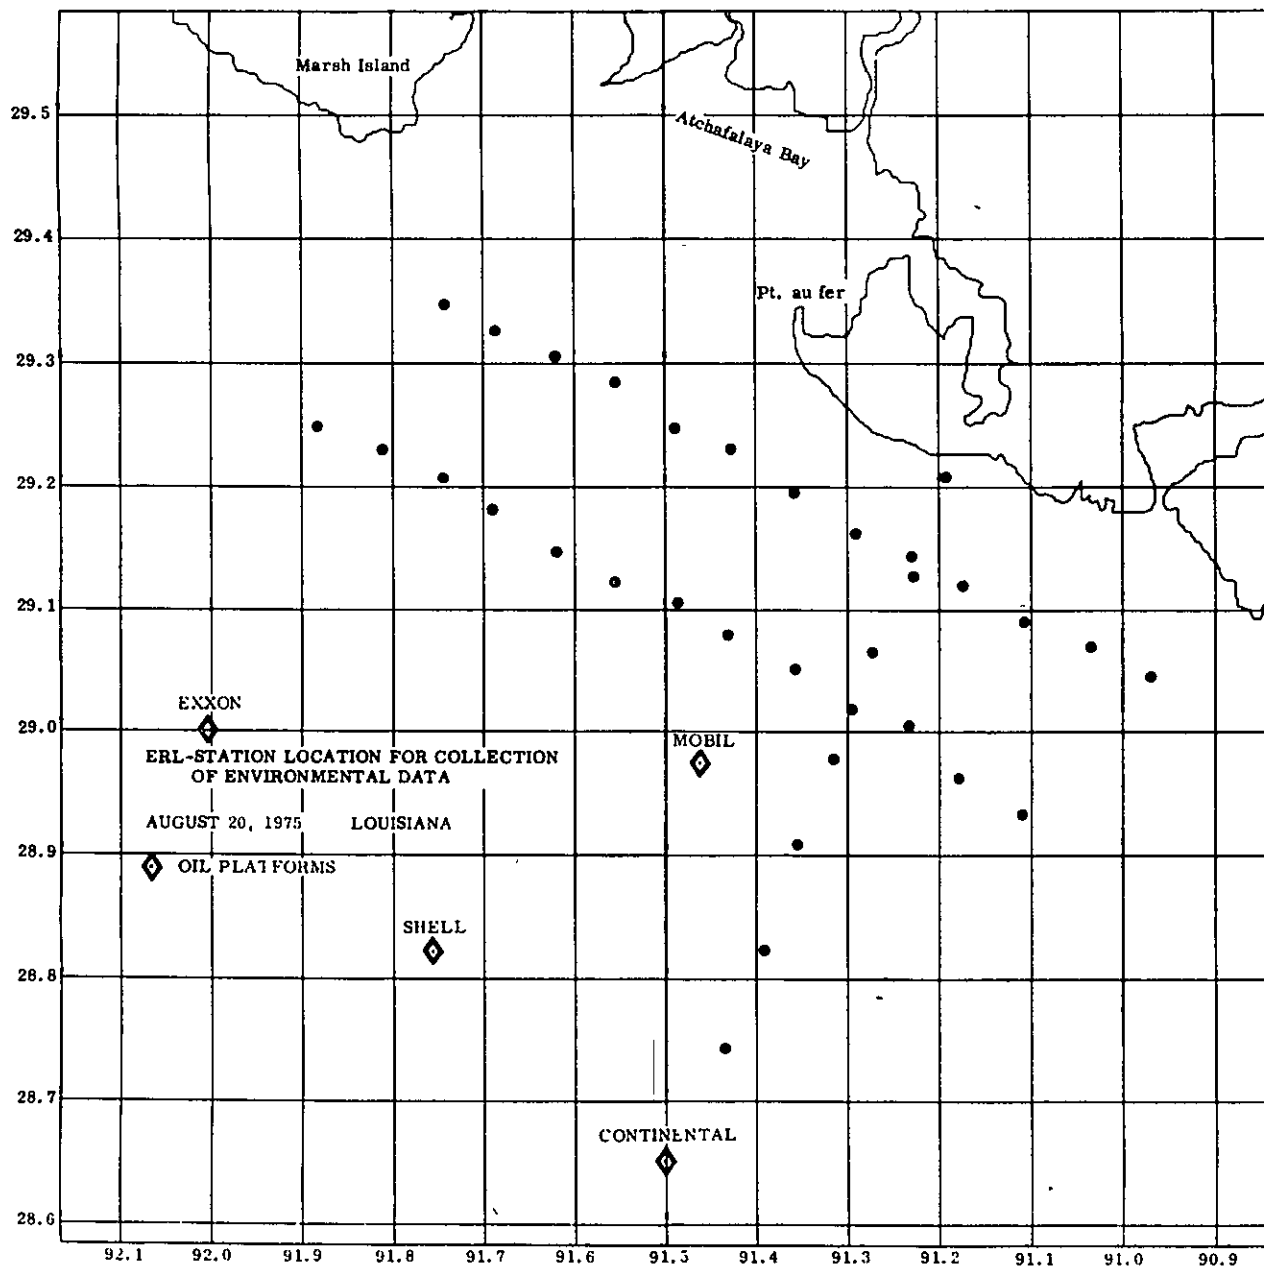 Marsh Island
29.5
Atchafalaya Bay
29.4
Pt. au fer
29.3
29.2
29.1
EXXON
29.0
MOBIL
ERL-STATION LOCATION FOR COLLECTION
OF ENVIRONMENTAL DATA
AUGUST 20, 1975 LOUISIANA
28.9
OIL PLATFORMS
SHELL
28.8
28.7
CONTINENTAL
28.6
92.1 92.0 91.9 91.8 91.7 91.6 91.5 91.4 91.3 91.2 91.1 91.0 90.9